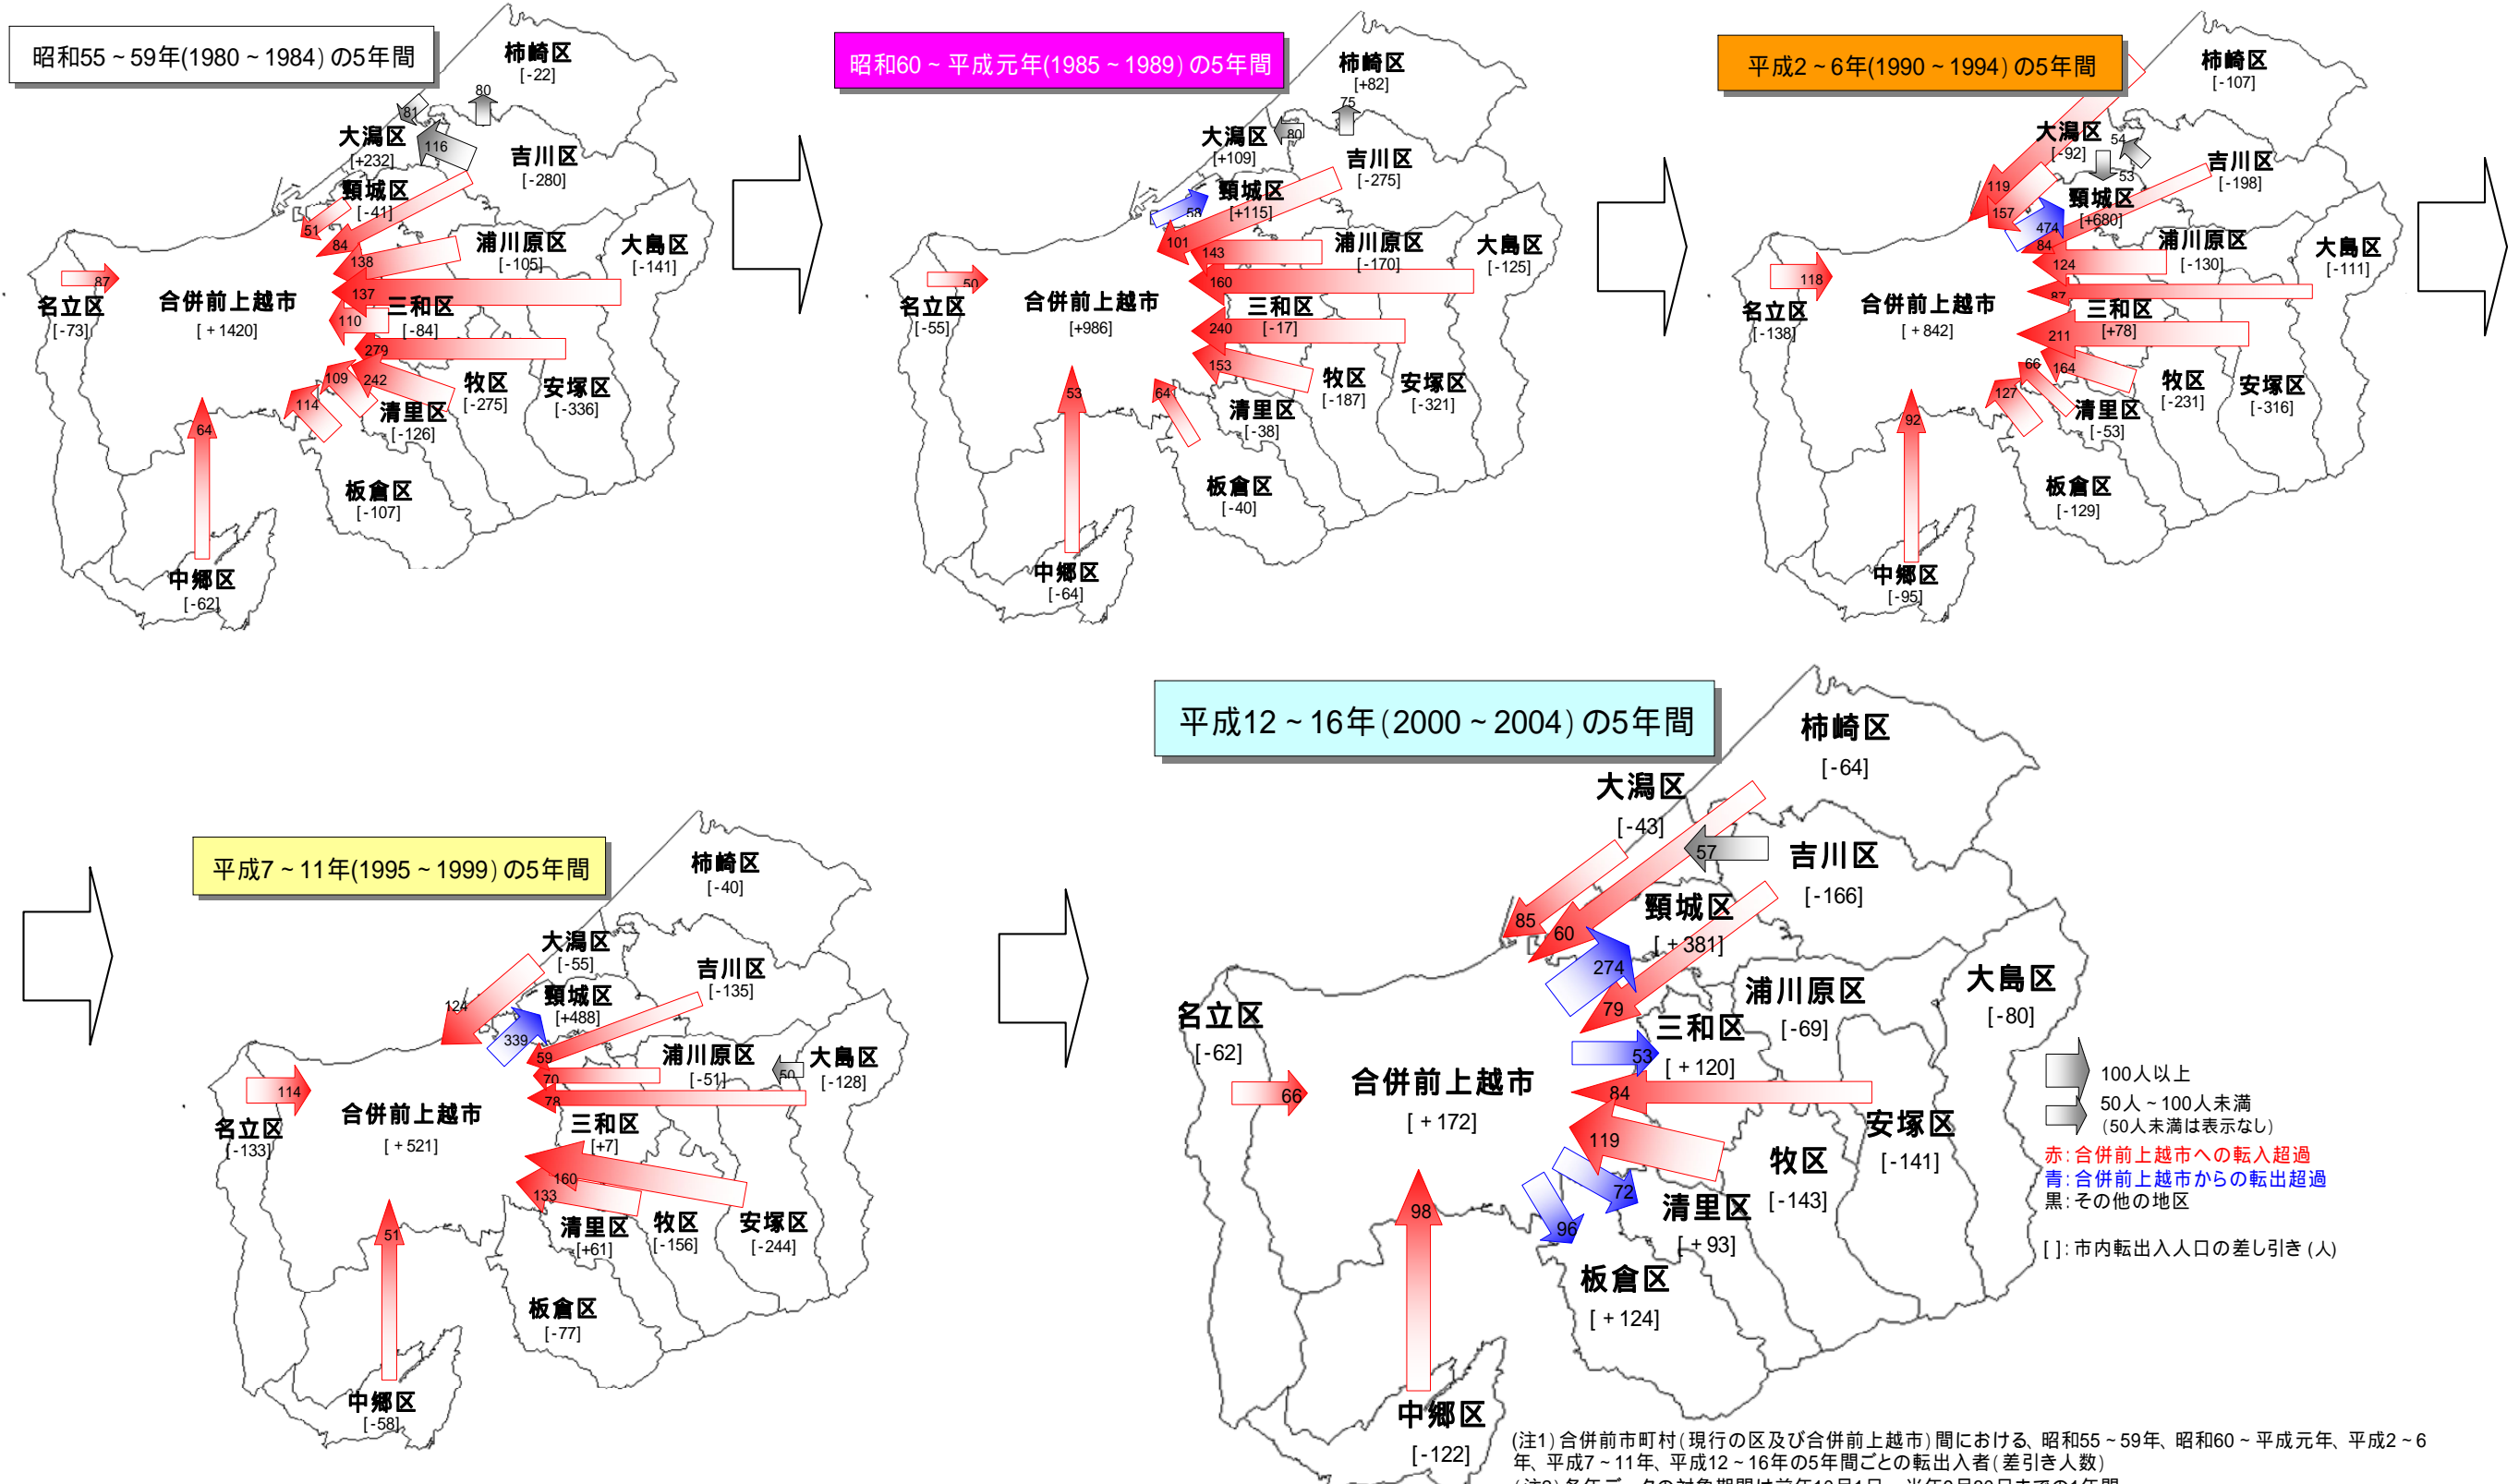 昭和55~59年(1980~1984)の5年間
柿崎区
[-22]
80
81
大潟区
[+232]
116
吉川区
[-280]
頸城区
[-41]
51
84
138
浦川原区
[-105]
大島区
[-141]
87
名立区
[-73]
合併前上越市
[+1420]
137
三和区
[-84]
110
279
109
242
114
牧区
[-275]
安塚区
[-336]
清里区
[-126]
64
板倉区
[-107]
中郷区
[-62]
昭和60~平成元年(1985~1989)の5年間
柿崎区
[+82]
75
80
大潟区
[+109]
吉川区
[-275]
頸城区
[+115]
58
101
143
浦川原区
[-170]
大島区
[-125]
50
名立区
[-55]
合併前上越市
[+986]
160
三和区
[-17]
240
153
64
53
牧区
[-187]
安塚区
[-321]
清里区
[-38]
板倉区
[-40]
中郷区
[-64]
平成2~6年(1990~1994)の5年間
柿崎区
[-107]
大潟区
[-92]
54
53
吉川区
[-198]
119
157
頸城区
[+680]
474
84
浦川原区
[-130]
大島区
[-111]
124
118
名立区
[-138]
合併前上越市
[+842]
87
三和区
[+78]
211
66
164
127
92
牧区
[-231]
安塚区
[-316]
清里区
[-53]
板倉区
[-129]
中郷区
[-95]
平成7~11年(1995~1999)の5年間
柿崎区
[-40]
大潟区
[-55]
吉川区
[-135]
124
頸城区
[+488]
339
59
浦川原区
[-51]
50
大島区
[-128]
70
78
114
名立区
[-133]
合併前上越市
[+521]
三和区
[+7]
160
133
清里区
[+61]
牧区
[-156]
安塚区
[-244]
51
板倉区
[-77]
中郷区
[-58]
平成12~16年(2000~2004)の5年間
柿崎区
[-64]
大潟区
[-43]
57
吉川区
[-166]
85
60
頸城区
[+381]
274
79
浦川原区
[-69]
大島区
[-80]
名立区
[-62]
三和区
[+120]
53
66
合併前上越市
[+172]
84
119
安塚区
[-141]
牧区
[-143]
72
96
清里区
[+93]
98
板倉区
[+124]
中郷区
[-122]
100人以上
50人~100人未満
(50人未満は表示なし)
赤:合併前上越市への転入超過
青:合併前上越市からの転出超過
黒:その他の地区
[ ]:市内転出入人口の差し引き(人)
(注1)合併前市町村(現行の区及び合併前上越市)間における、昭和55~59年、昭和60~平成元年、平成2~6
年、平成7~11年、平成12~16年の5年間ごとの転出入者(差引き人数)